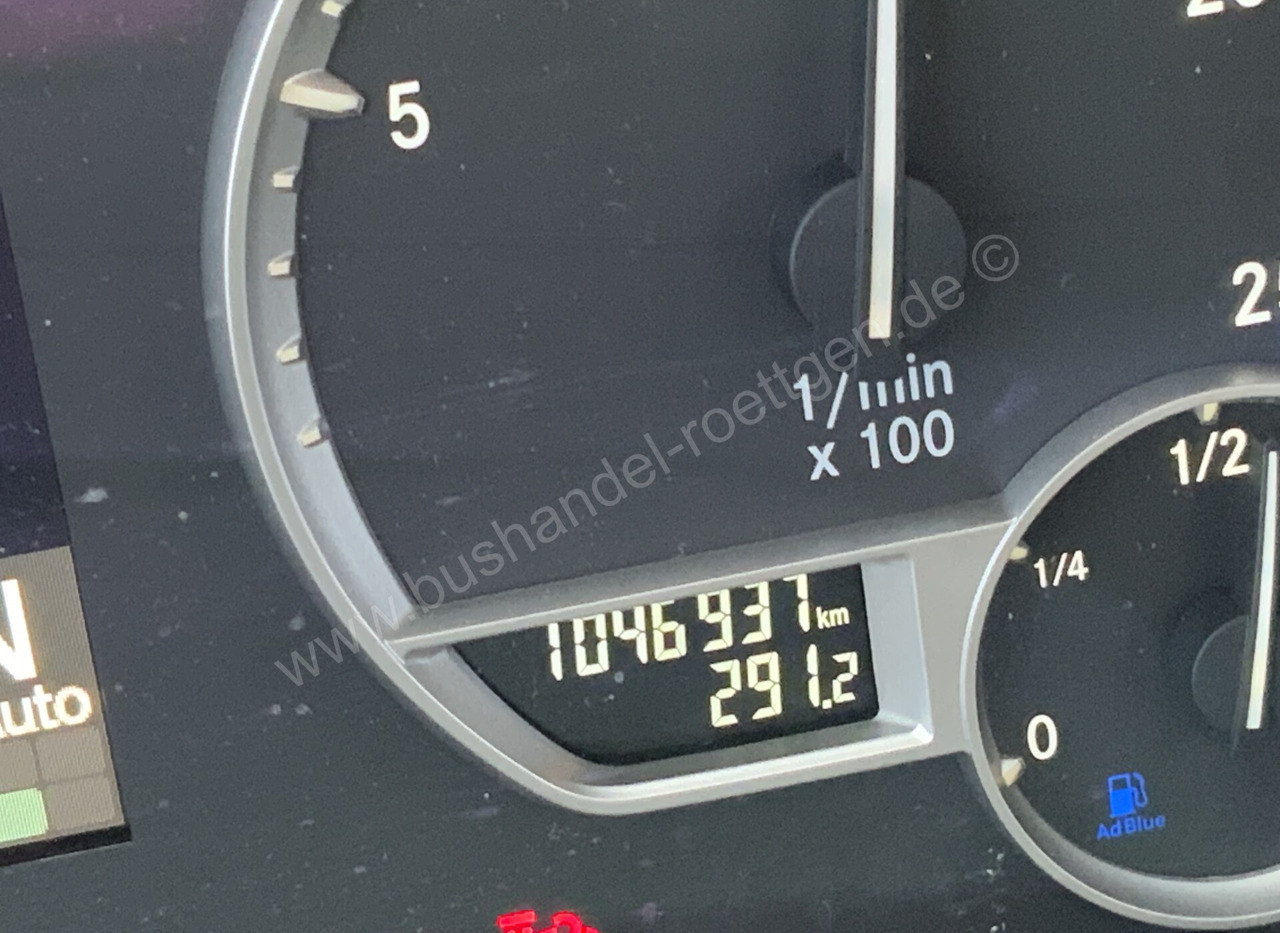 5
1/min
x 100
www.bushandel-roettgen.de ©
1046937 km
291.2
1/2
1/4
0
AdBlue
N